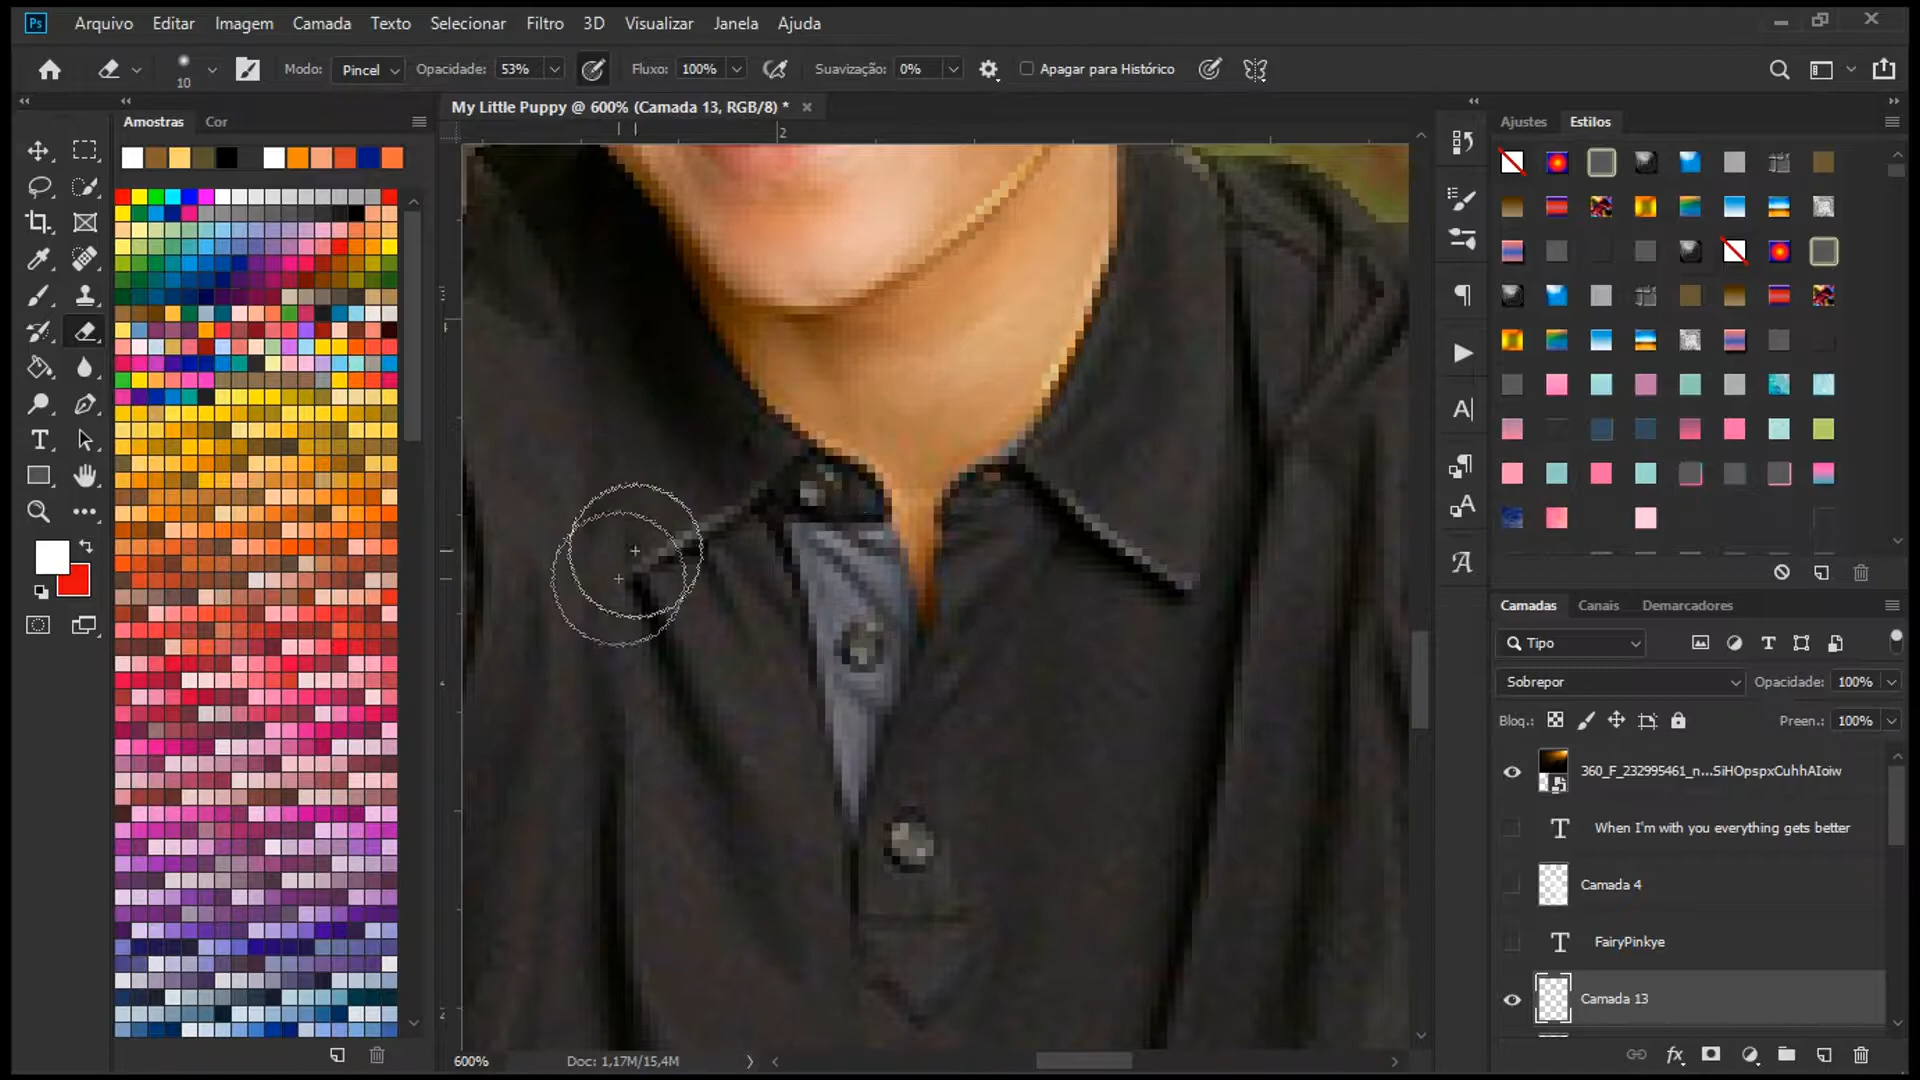 Ps Arquivo Editar Imagem Camada Texto Selecionar Filtro 3D Visualizar Janela Ajuda
10 Modo: Pincel Opacidade: 53% Fluxo: 100% Suavização: 0% Apagar para Histórico
Amostras Cor
My Little Puppy @ 600% (Camada 13, RGB/8) *
2
Ajustes Estilos
Camadas Canais Demarcadores
Tipo
Sobrepor Opacidade: 100%
Bloq.: Preen.: 100%
360_F_232995461_n...SiHOpspxCuhhAIoiw
When I'm with you everything gets better
Camada 4
FairyPinkye
Camada 13
600% Doc: 1,17M/15,4M